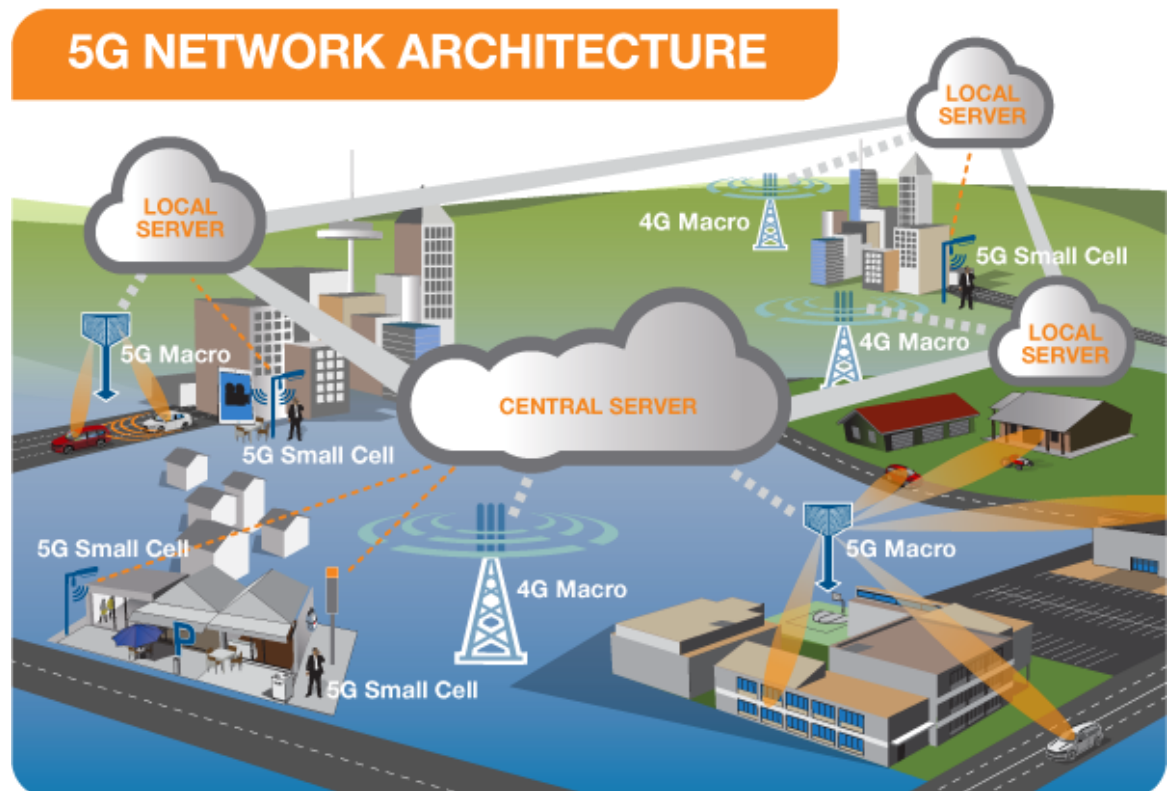 5G NETWORK ARCHITECTURE
LOCAL
SERVER
LOCAL
SERVER
4G Macro
5G Small Cell
5G Macro
4G Macro
LOCAL
SERVER
CENTRAL SERVER
5G Small Cell
5G Small Cell
5G Macro
4G Macro
P
5G Small Cell